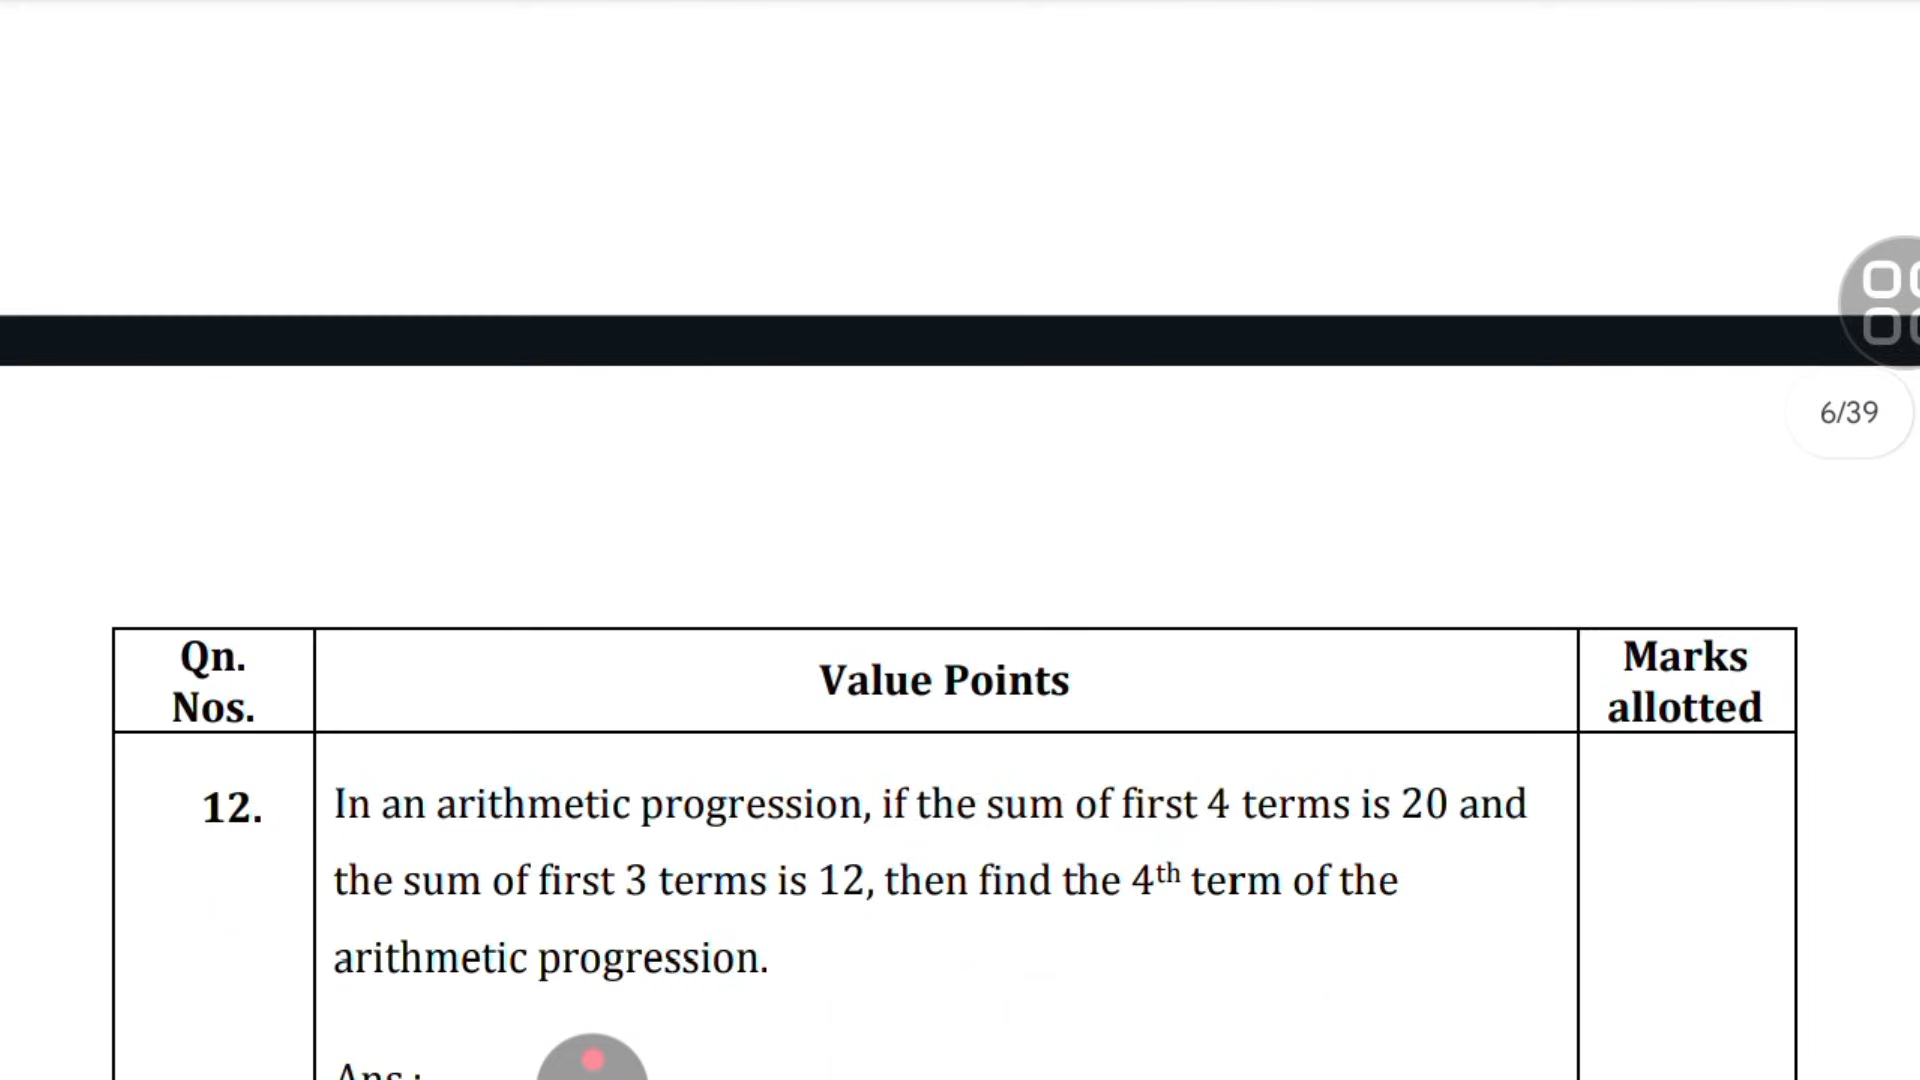 6/39
Qn.
Nos.
Value Points
Marks
allotted
12.
In an arithmetic progression, if the sum of first 4 terms is 20 and
the sum of first 3 terms is 12, then find the 4th term of the
arithmetic progression.
Ans :